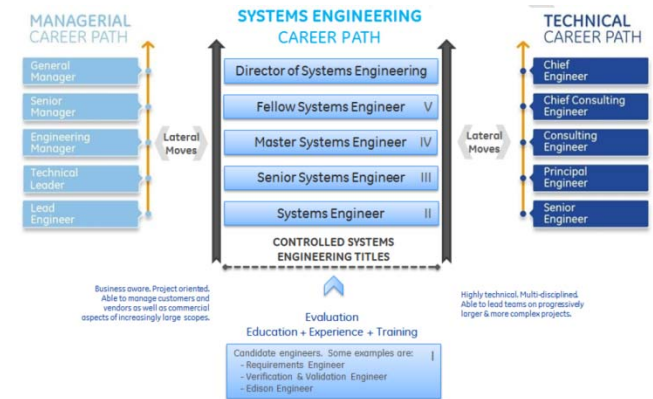 MANAGERIAL
CAREER PATH
General
Manager
Senior
Manager
Engineering
Manager
Technical
Leader
Lead
Engineer
Lateral
Moves
Business aware. Project oriented.
Able to manage customers and
vendors as well as commercial
aspects of increasingly large scopes.
SYSTEMS ENGINEERING
CAREER PATH
Director of Systems Engineering
Fellow Systems Engineer V
Master Systems Engineer IV
Senior Systems Engineer III
Systems Engineer II
CONTROLLED SYSTEMS
ENGINEERING TITLES
Evaluation
Education + Experience + Training
Candidate engineers. Some examples are: I
- Requirements Engineer
- Verification & Validation Engineer
- Edison Engineer
Lateral
Moves
TECHNICAL
CAREER PATH
Chief
Engineer
Chief Consulting
Engineer
Consulting
Engineer
Principal
Engineer
Senior
Engineer
Highly technical. Multi-disciplined.
Able to lead teams on progressively
larger & more complex projects.